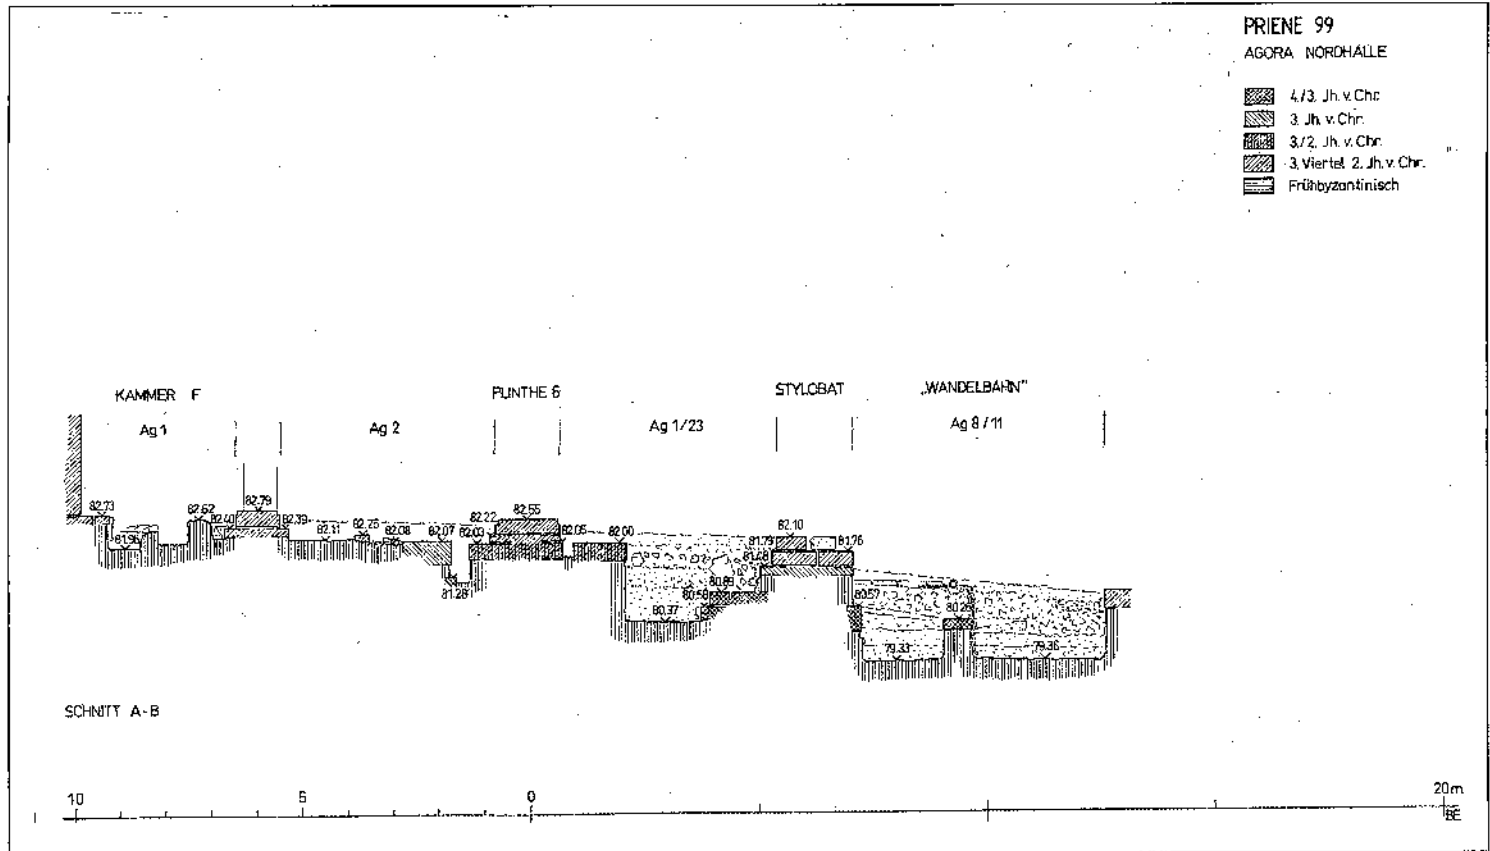 PRIENE 99
AGORA NORDHALLE
4./3. Jh. v. Chr.
3. Jh. v. Chr.
3./2. Jh. v. Chr.
3. Viertel 2. Jh. v. Chr.
Frühbyzantinisch
KAMMER F
PLINTHE 6
STYLOBAT
„WANDELBAHN”
Ag 1
Ag 2
Ag 1/23
Ag 8/11
82.73
81.96
82.62
82.40
82.79
82.39
82.11
82.25
82.08
82.07
81.28
82.03
82.22
82.55
82.05
82.00
80.37
80.58
80.89
81.48
81.79
82.10
81.76
80.57
79.33
80.26
79.36
SCHNITT A-B
10 5 0 20m
BE